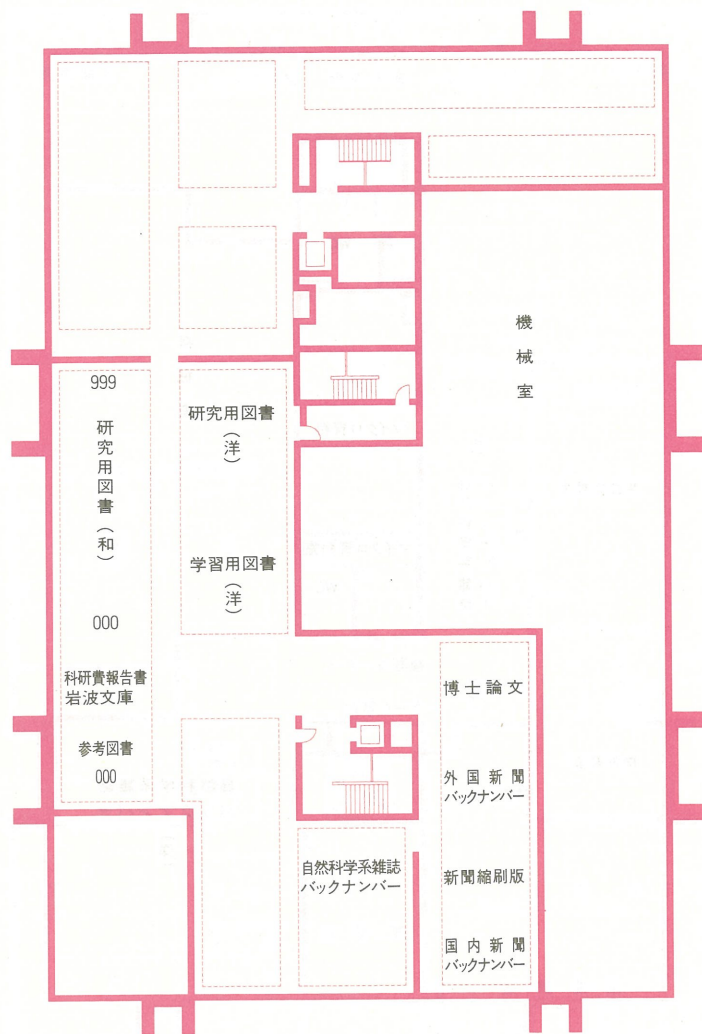 機械室
999
研究用図書（和）
000
科研費報告書
岩波文庫
参考図書
000
研究用図書
（洋）
学習用図書
（洋）
博士論文
外国新聞
バックナンバー
新聞縮刷版
国内新聞
バックナンバー
自然科学系雑誌
バックナンバー